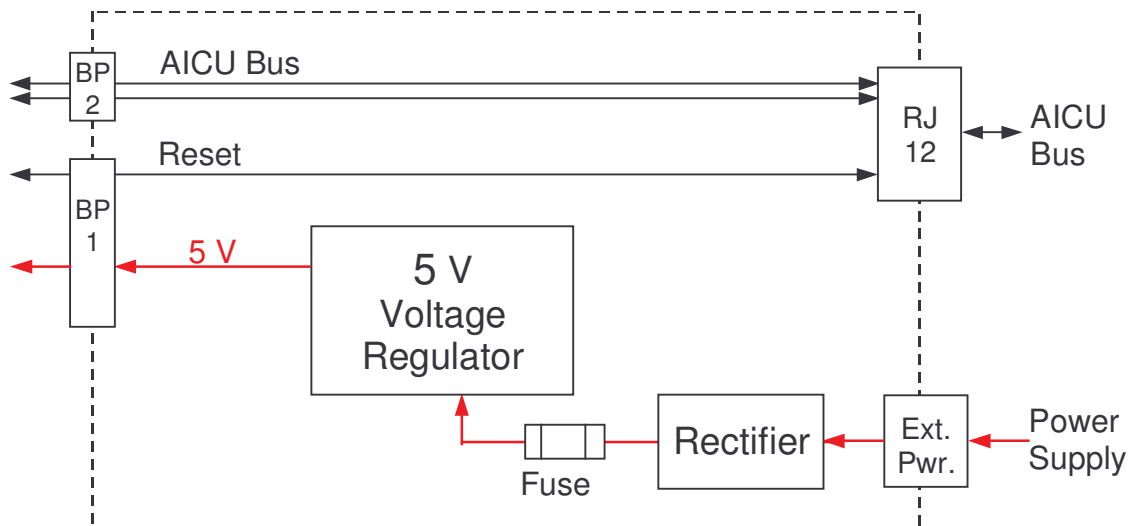 BP
2
AICU Bus
RJ
12
AICU
Bus
Reset
BP
1
5 V
5 V
Voltage
Regulator
Rectifier
Ext.
Pwr.
Power
Supply
Fuse